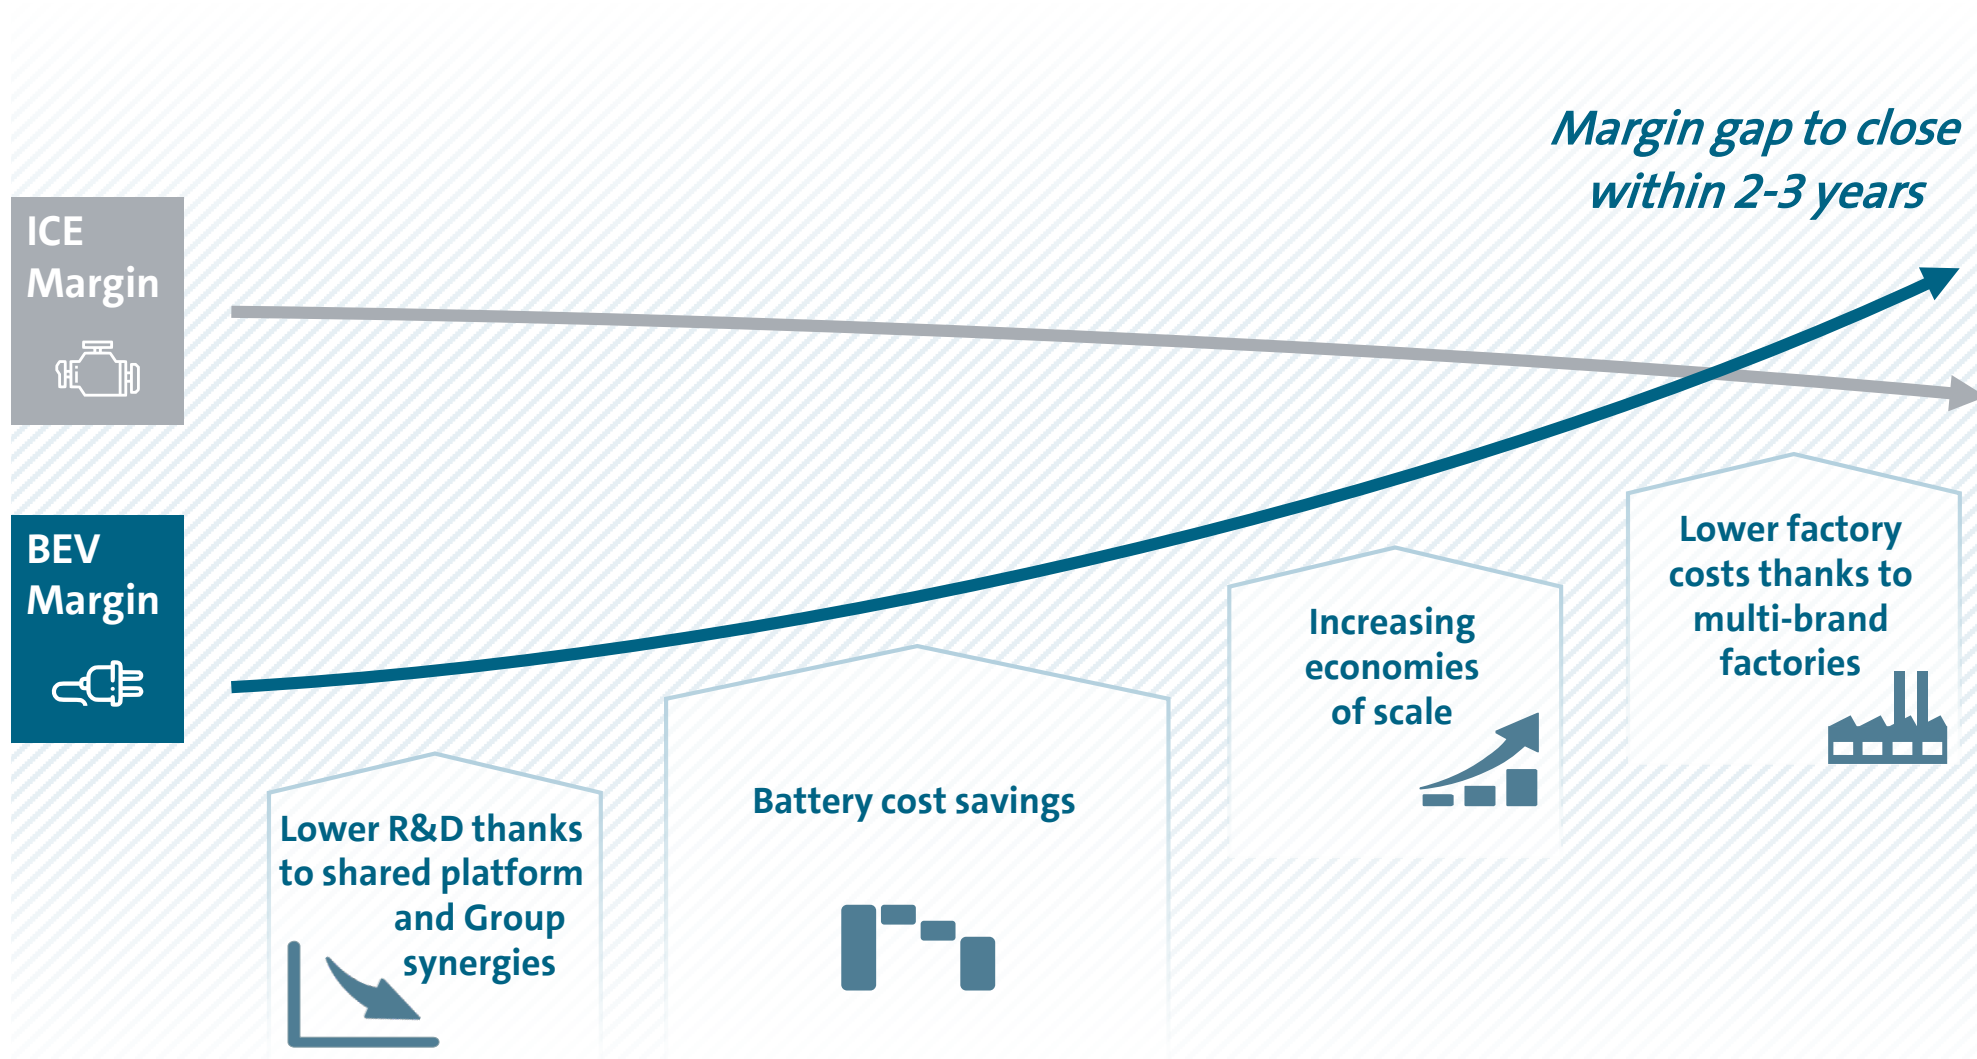 Margin gap to close
within 2-3 years
ICE
Margin
BEV
Margin
Lower R&D thanks
to shared platform
and Group
synergies
Battery cost savings
Increasing
economies
of scale
Lower factory
costs thanks to
multi-brand
factories